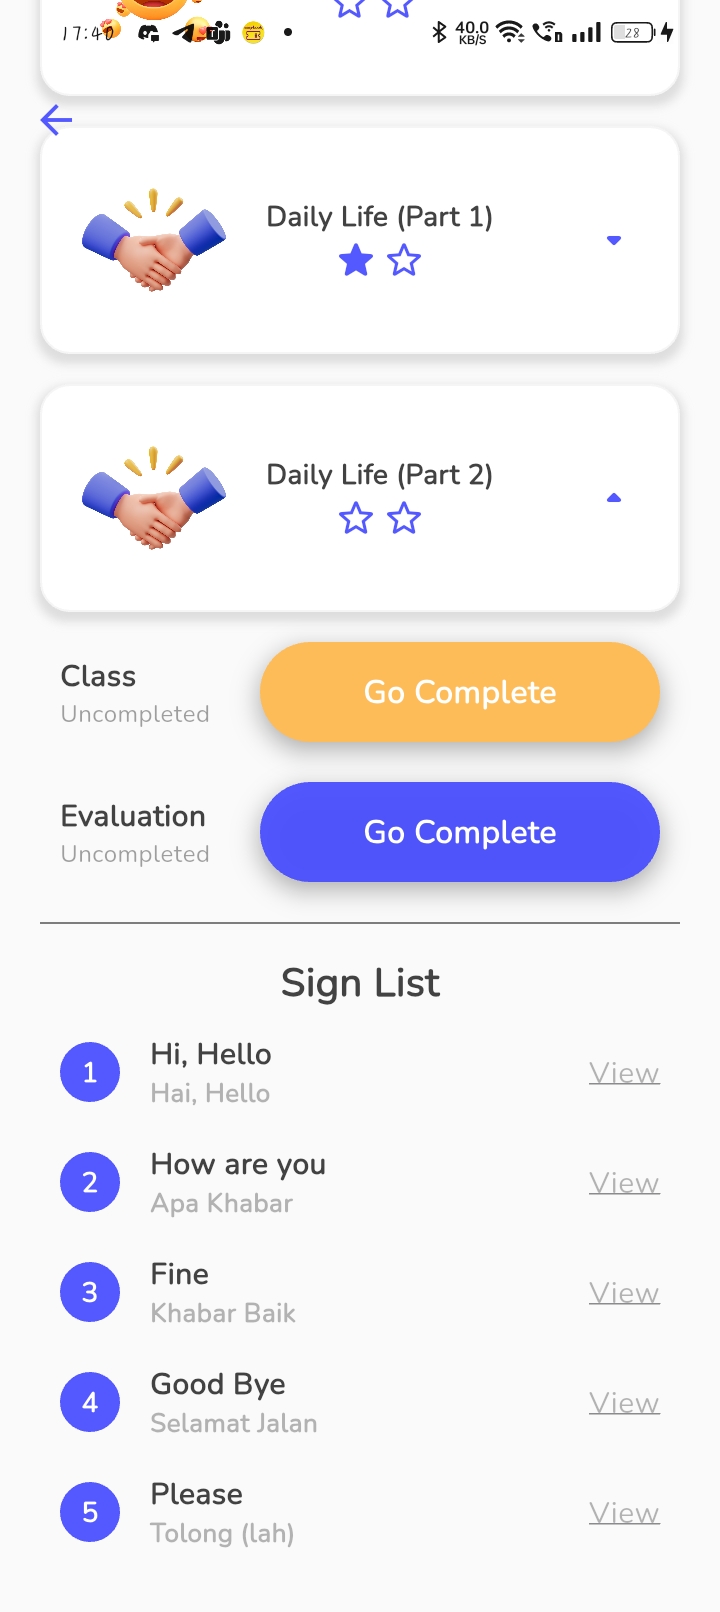 17:40
40.0
KB/S
28
Daily Life (Part 1)
Daily Life (Part 2)
Class
Uncompleted
Go Complete
Evaluation
Uncompleted
Go Complete
Sign List
1
Hi, Hello
Hai, Hello
View
2
How are you
Apa Khabar
View
3
Fine
Khabar Baik
View
4
Good Bye
Selamat Jalan
View
5
Please
Tolong (lah)
View